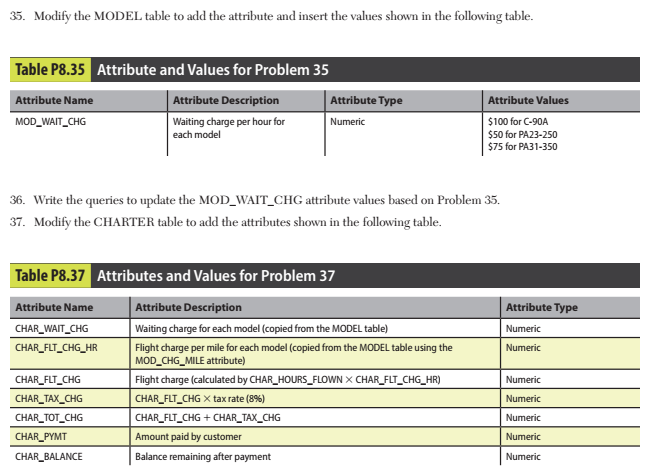 35. Modify the MODEL table to add the attribute and insert the values shown in the following table.
Table P8.35 Attribute and Values for Problem 35
Attribute Name Attribute Description Attribute Type Attribute Values
MOD_WAIT_CHG Waiting charge per hour for Numeric $100 for C-90A
each model $50 for PA23-250
$75 for PA31-350
36. Write the queries to update the MOD_WAIT_CHG attribute values based on Problem 35.
37. Modify the CHARTER table to add the attributes shown in the following table.
Table P8.37 Attributes and Values for Problem 37
Attribute Name Attribute Description Attribute Type
CHAR_WAIT_CHG Waiting charge for each model (copied from the MODEL table) Numeric
CHAR_FLT_CHG_HR Flight charge per mile for each model (copied from the MODEL table using the Numeric
MOD_CHG_MILE attribute)
CHAR_FLT_CHG Flight charge (calculated by CHAR_HOURS_FLOWN × CHAR_FLT_CHG_HR) Numeric
CHAR_TAX_CHG CHAR_FLT_CHG × tax rate (8%) Numeric
CHAR_TOT_CHG CHAR_FLT_CHG + CHAR_TAX_CHG Numeric
CHAR_PYMT Amount paid by customer Numeric
CHAR_BALANCE Balance remaining after payment Numeric